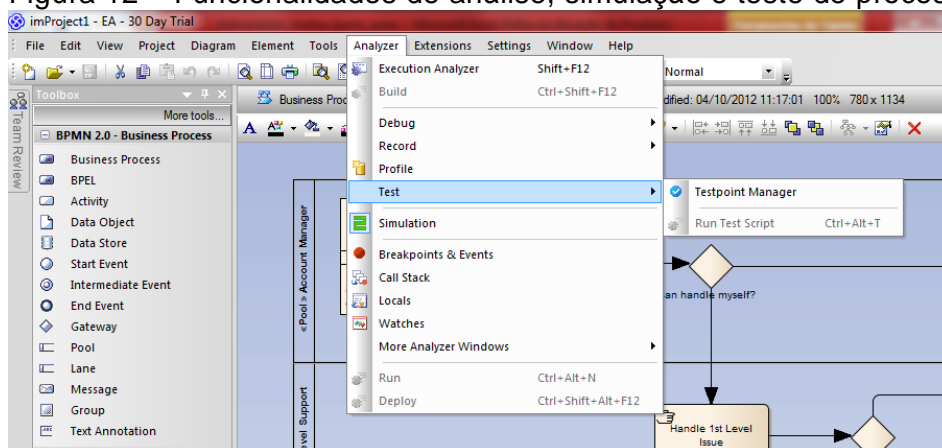 Figura 12 - Funcionalidades de análise, simulação e teste do proces
imProject1 - EA - 30 Day Trial
File Edit View Project Diagram Element Tools Analyzer Extensions Settings Window Help
Normal
Toolbox
More tools...
BPMN 2.0 - Business Process
Business Process
BPEL
Activity
Data Object
Data Store
Start Event
Intermediate Event
End Event
Gateway
Pool
Lane
Message
Group
Text Annotation
Team Review
Business Proc
dified: 04/10/2012 11:17:01 100% 780 x 1134
Execution Analyzer Shift+F12
Build Ctrl+Shift+F12
Debug
Record
Profile
Test
Simulation
Breakpoints & Events
Call Stack
Locals
Watches
More Analyzer Windows
Run Ctrl+Alt+N
Deploy Ctrl+Shift+Alt+F12
Testpoint Manager
Run Test Script Ctrl+Alt+T
«Pool» Account Manager
an handle myself?
vel Support
Handle 1st Level
Issue